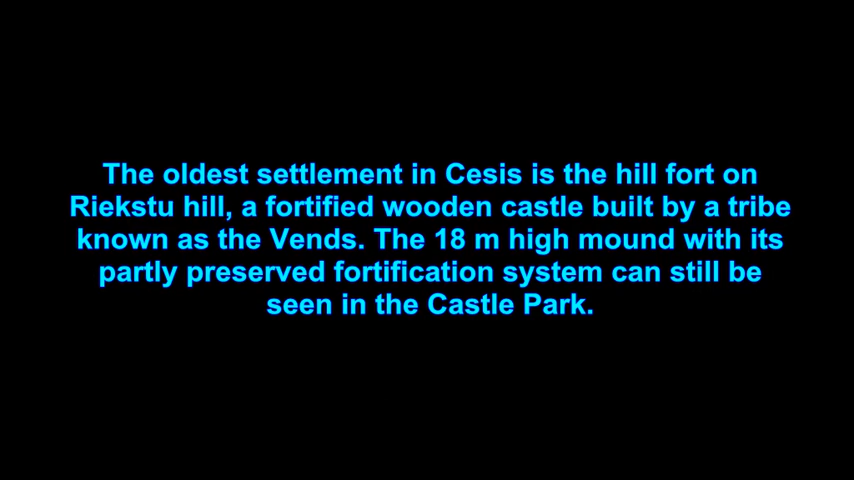 The oldest settlement in Cesis is the hill fort on
Riekstu hill, a fortified wooden castle built by a tribe
known as the Vends. The 18 m high mound with its
partly preserved fortification system can still be
seen in the Castle Park.